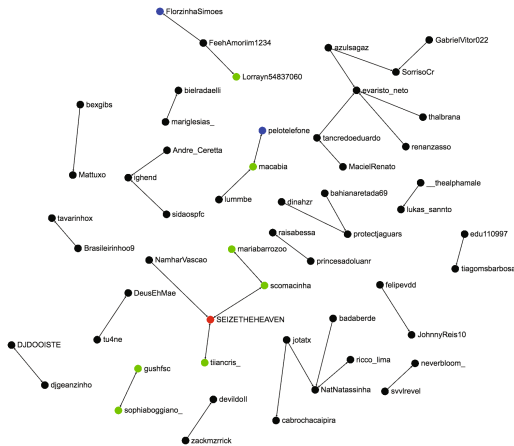 FlorzinhaSimoes
GabrielVitor022
FeehAmorlim1234
azulsagaz
SorrisoCr
Lorrayn54837060
bielradaelli
evaristo_neto
bexgibs
mariglesias_
thalbrana
pelotelefone
tancredoeduardo
renanzasso
Andre_Ceretta
macabia
MacielRenato
Mattuxo
ighend
__thealphamale
bahianaretada69
lummbe
dinahzr
lukas_sannto
sidaospfc
tavarinhox
raisabessa
protectjaguars
edu110997
Brasileirinhoo9
mariabarrozoo
NamharVascao
princesadoluanr
tiagomsbarbosa
scomacinha
felipevdd
DeusEhMae
SEIZETHEHEAVEN
badaberde
JohnnyReis10
tu4ne
jotatx
DJDOOISTE
ricco_lima
tiiancris_
neverbloom_
gushfsc
djgeanzinho
NatNatassinha
svvlrevel
devildoll
sophiaboggiano_
cabrochacaipira
zackmzrrick